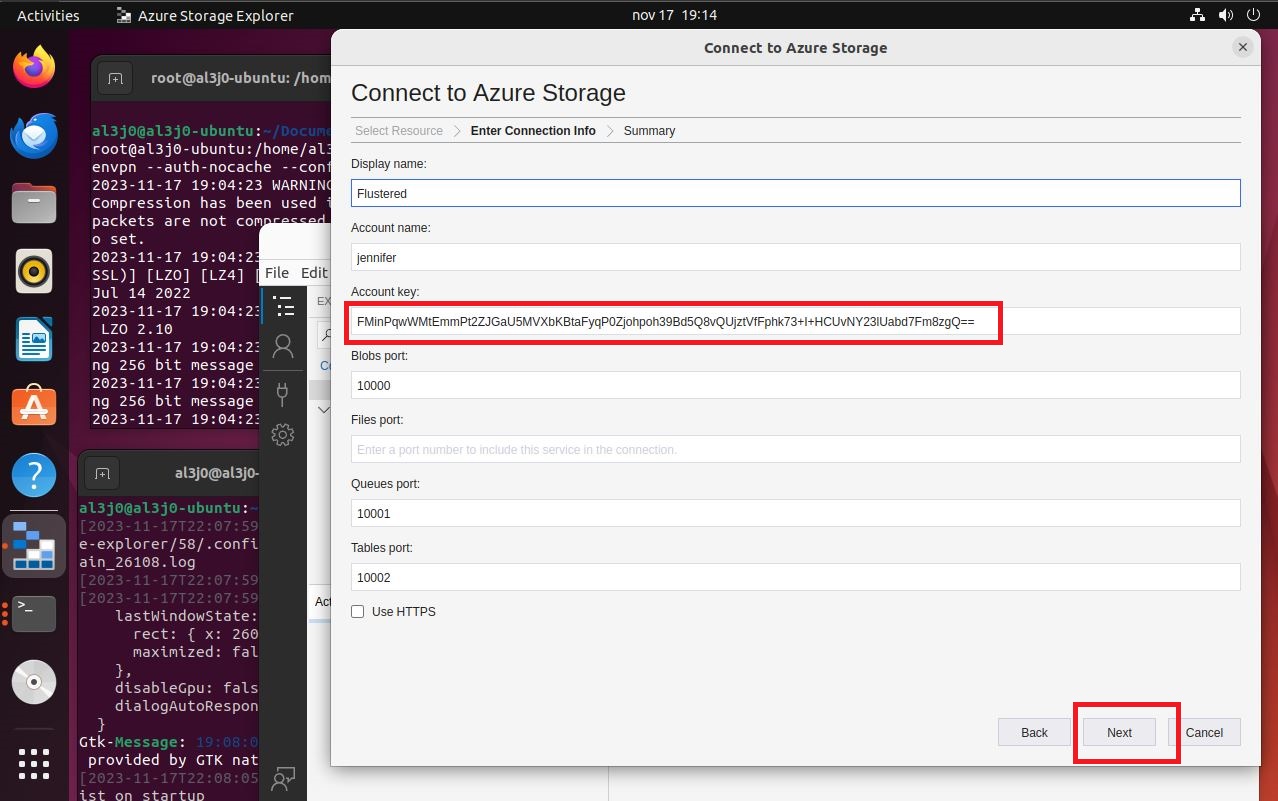 Activities
Azure Storage Explorer
nov 17 19:14
root@al3j0-ubuntu: /hom
al3j0@al3j0-ubuntu:~/Docume
root@al3j0-ubuntu:/home/al3
envpn --auth-nocache --conf
2023-11-17 19:04:23 WARNING
Compression has been used i
packets are not compressed
o set.
2023-11-17 19:04:23
SSL)] [LZO] [LZ4] [
Jul 14 2022
2023-11-17 19:04:23
LZO 2.10
2023-11-17 19:04:23
ng 256 bit message
2023-11-17 19:04:23
ng 256 bit message
2023-11-17 19:04:23
File Edit
EX
Co
Act
al3j0@al3j0-
al3j0@al3j0-ubuntu:~
[2023-11-17T22:07:59
e-explorer/58/.confi
ain_26108.log
[2023-11-17T22:07:59
[2023-11-17T22:07:59
lastWindowState:
rect: { x: 260
maximized: fal
},
disableGpu: fals
dialogAutoRespon
}
Gtk-Message: 19:08:0
provided by GTK nat
[2023-11-17T22:08:05
ist on startup
Connect to Azure Storage
Connect to Azure Storage
Select Resource
Enter Connection Info
Summary
Display name:
Flustered
Account name:
jennifer
Account key:
FMinPqwWMtEmmPt2ZJGaU5MVXbKBtaFyqP0Zjohpoh39Bd5Q8vQUjztVfFphk73+I+HCUvNY23lUabd7Fm8zgQ==
Blobs port:
10000
Files port:
Enter a port number to include this service in the connection.
Queues port:
10001
Tables port:
10002
Use HTTPS
Back
Next
Cancel